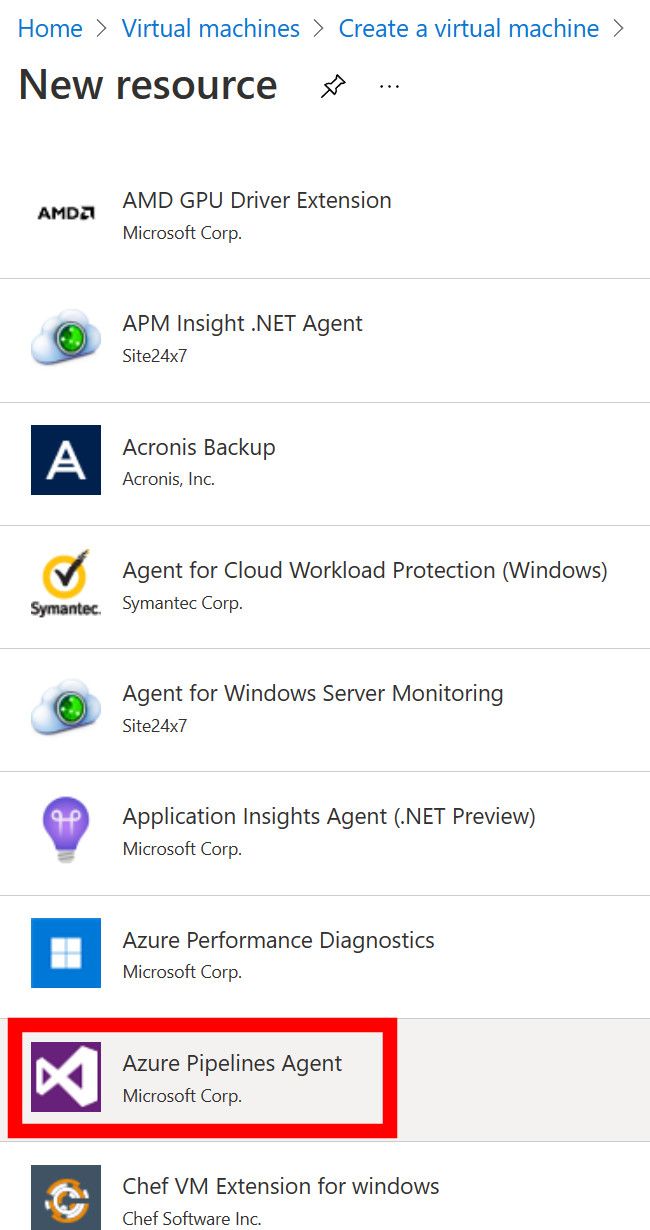 Home > Virtual machines > Create a virtual machine >
New resource
AMD
AMD GPU Driver Extension
Microsoft Corp.
APM Insight .NET Agent
Site24x7
A
Acronis Backup
Acronis, Inc.
Symantec.
Agent for Cloud Workload Protection (Windows)
Symantec Corp.
Agent for Windows Server Monitoring
Site24x7
Application Insights Agent (.NET Preview)
Microsoft Corp.
Azure Performance Diagnostics
Microsoft Corp.
Azure Pipelines Agent
Microsoft Corp.
Chef VM Extension for windows
Chef Software Inc.